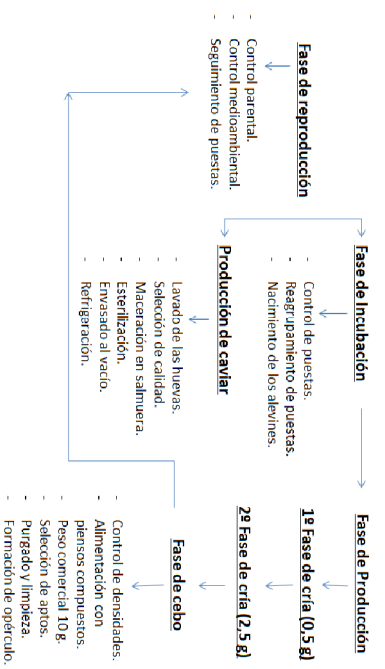 Fase de reproducción
- Control parental.
- Control medioambiental.
- Seguimiento de puestas.
Fase de Incubación
- Control de puestas.
- Reagrupamiento de puestas.
- Nacimiento de los alevines.
Producción de caviar
- Lavado de las huevas.
- Selección de calidad.
- Maceración en salmuera.
- Esterilización.
- Envasado al vacío.
- Refrigeración.
Fase de Producción
1º Fase de cría (0,5 g)
2º Fase de cría (2,5 g)
Fase de cebo
- Control de densidades.
- Alimentación con
piensos compuestos.
- Peso comercial 10 g.
- Selección de aptos.
- Purgado y limpieza.
- Formación de opérculo.